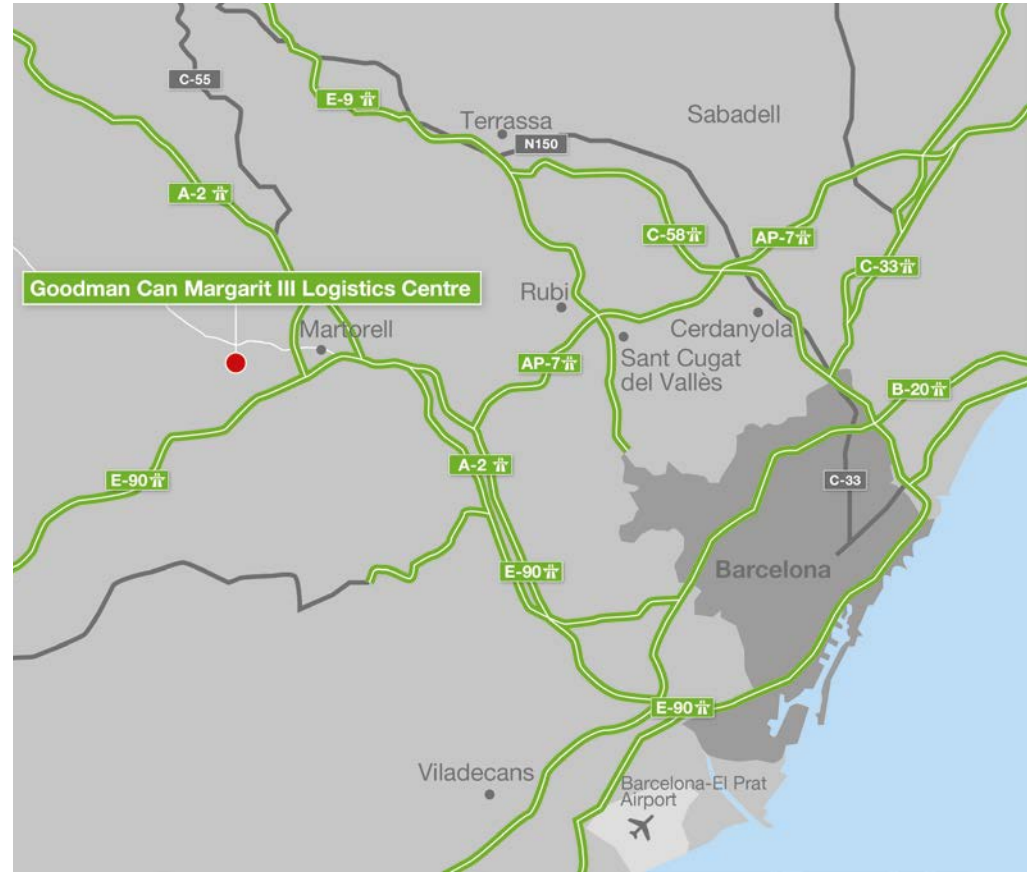 C-55
E-9
Terrassa
Sabadell
N150
A-2
C-58
AP-7
C-33
Goodman Can Margarit III Logistics Centre
Rubi
Martorell
Cerdanyola
Sant Cugat
del Vallès
AP-7
B-20
A-2
E-90
C-33
E-90
Barcelona
E-90
Viladecans
Barcelona-El Prat
Airport